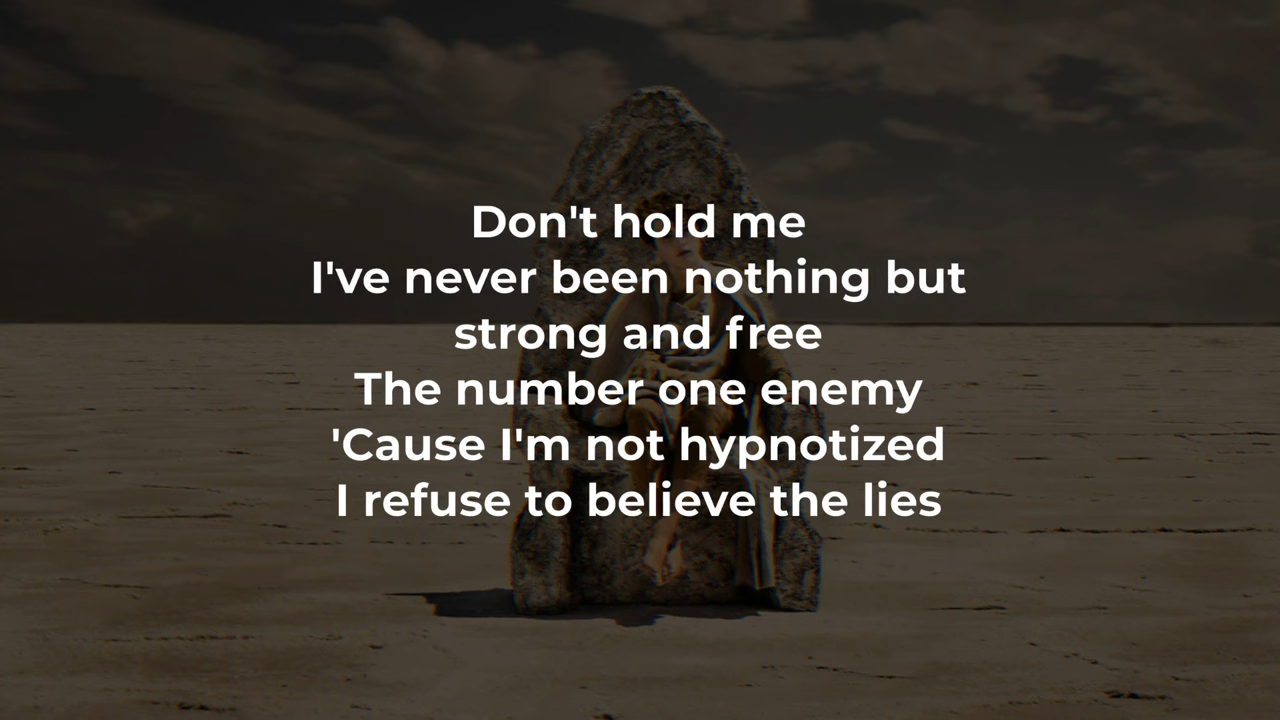 Don't hold me
I've never been nothing but
strong and free
The number one enemy
'Cause I'm not hypnotized
I refuse to believe the lies